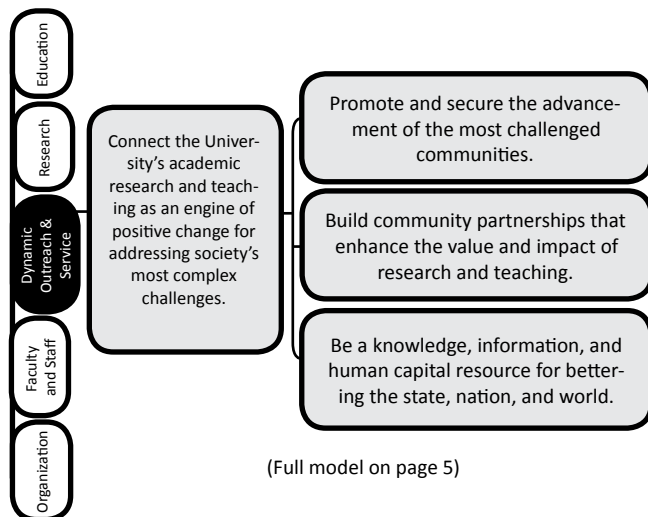 Education
Research
Dynamic
Outreach &
Service
Faculty
and Staff
Organization
Connect the Univer-
sity's academic
research and teach-
ing as an engine of
positive change for
addressing society's
most complex
challenges.
Promote and secure the advance-
ment of the most challenged
communities.
Build community partnerships that
enhance the value and impact of
research and teaching.
Be a knowledge, information, and
human capital resource for better-
ing the state, nation, and world.
(Full model on page 5)